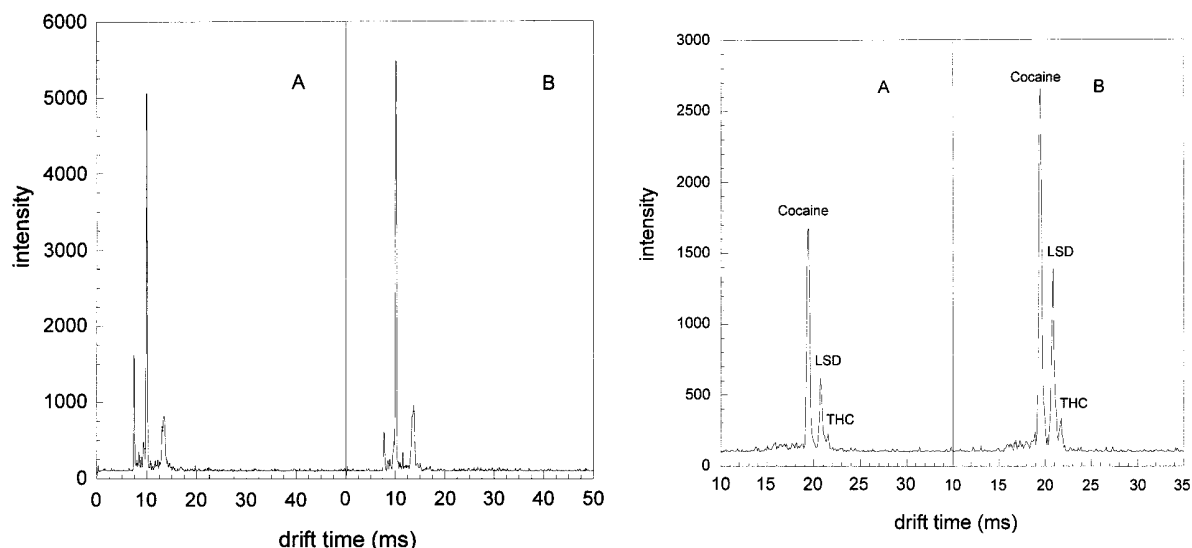 6000
5000
4000
3000
2000
1000
0
intensity
A
B
0 10 20 30 40 0 10 20 30 40 50
drift time (ms)
3000
2500
2000
1500
1000
500
0
intensity
A
B
Cocaine
LSD
THC
Cocaine
LSD
THC
10 15 20 25 30 10 15 20 25 30 35
drift time (ms)